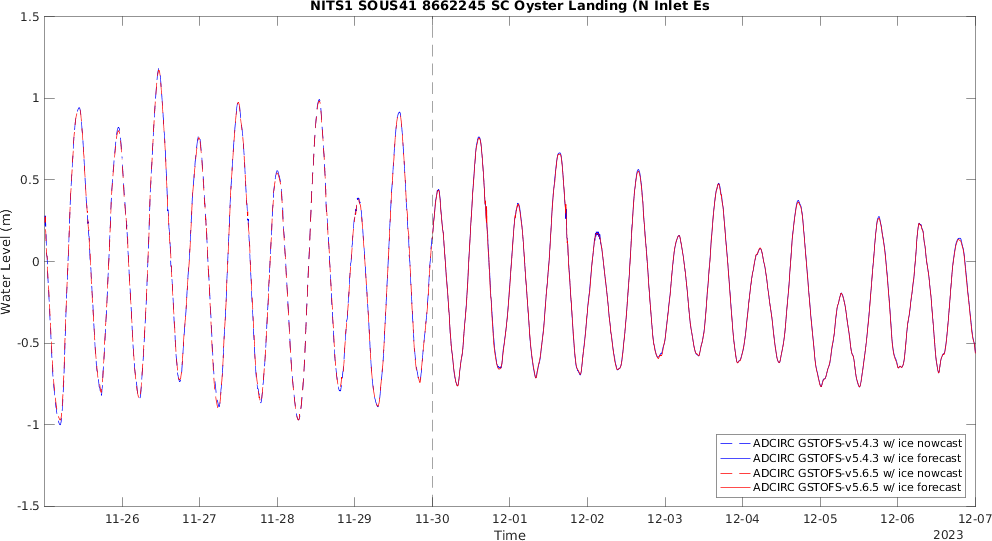 NITS1 SOUS41 8662245 SC Oyster Landing (N Inlet Es
1.5
1
0.5
0
-0.5
-1
-1.5
Water Level (m)
ADCIRC GSTOFS-v5.4.3 w/ ice nowcast
ADCIRC GSTOFS-v5.4.3 w/ ice forecast
ADCIRC GSTOFS-v5.6.5 w/ ice nowcast
ADCIRC GSTOFS-v5.6.5 w/ ice forecast
11-26 11-27 11-28 11-29 11-30 12-01 12-02 12-03 12-04 12-05 12-06 12-07
Time
2023